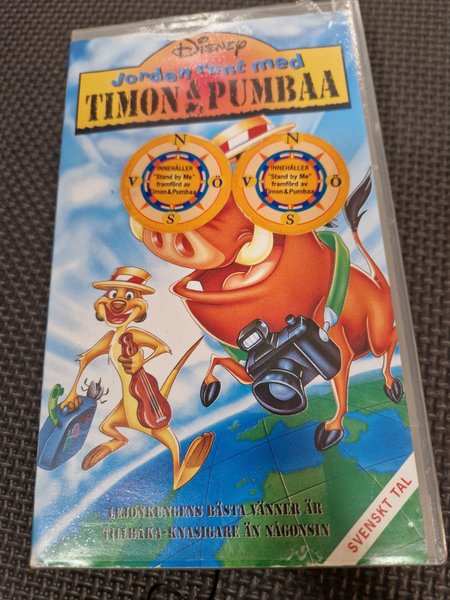 DISNEY
Jorden runt med
TIMON & PUMBAA
N
INNEHÅLLER
"Stand by Me"
framförd av
Timon&Pumbaa
V
Ö
S
N
INNEHÅLLER
"Stand by Me"
framförd av
Timon&Pumbaa
V
Ö
S
LEJONKUNGENS BÄSTA VÄNNER ÄR
TILLBAKA-KNASIGARE ÄN NÅGONSIN
SVENSKT TAL